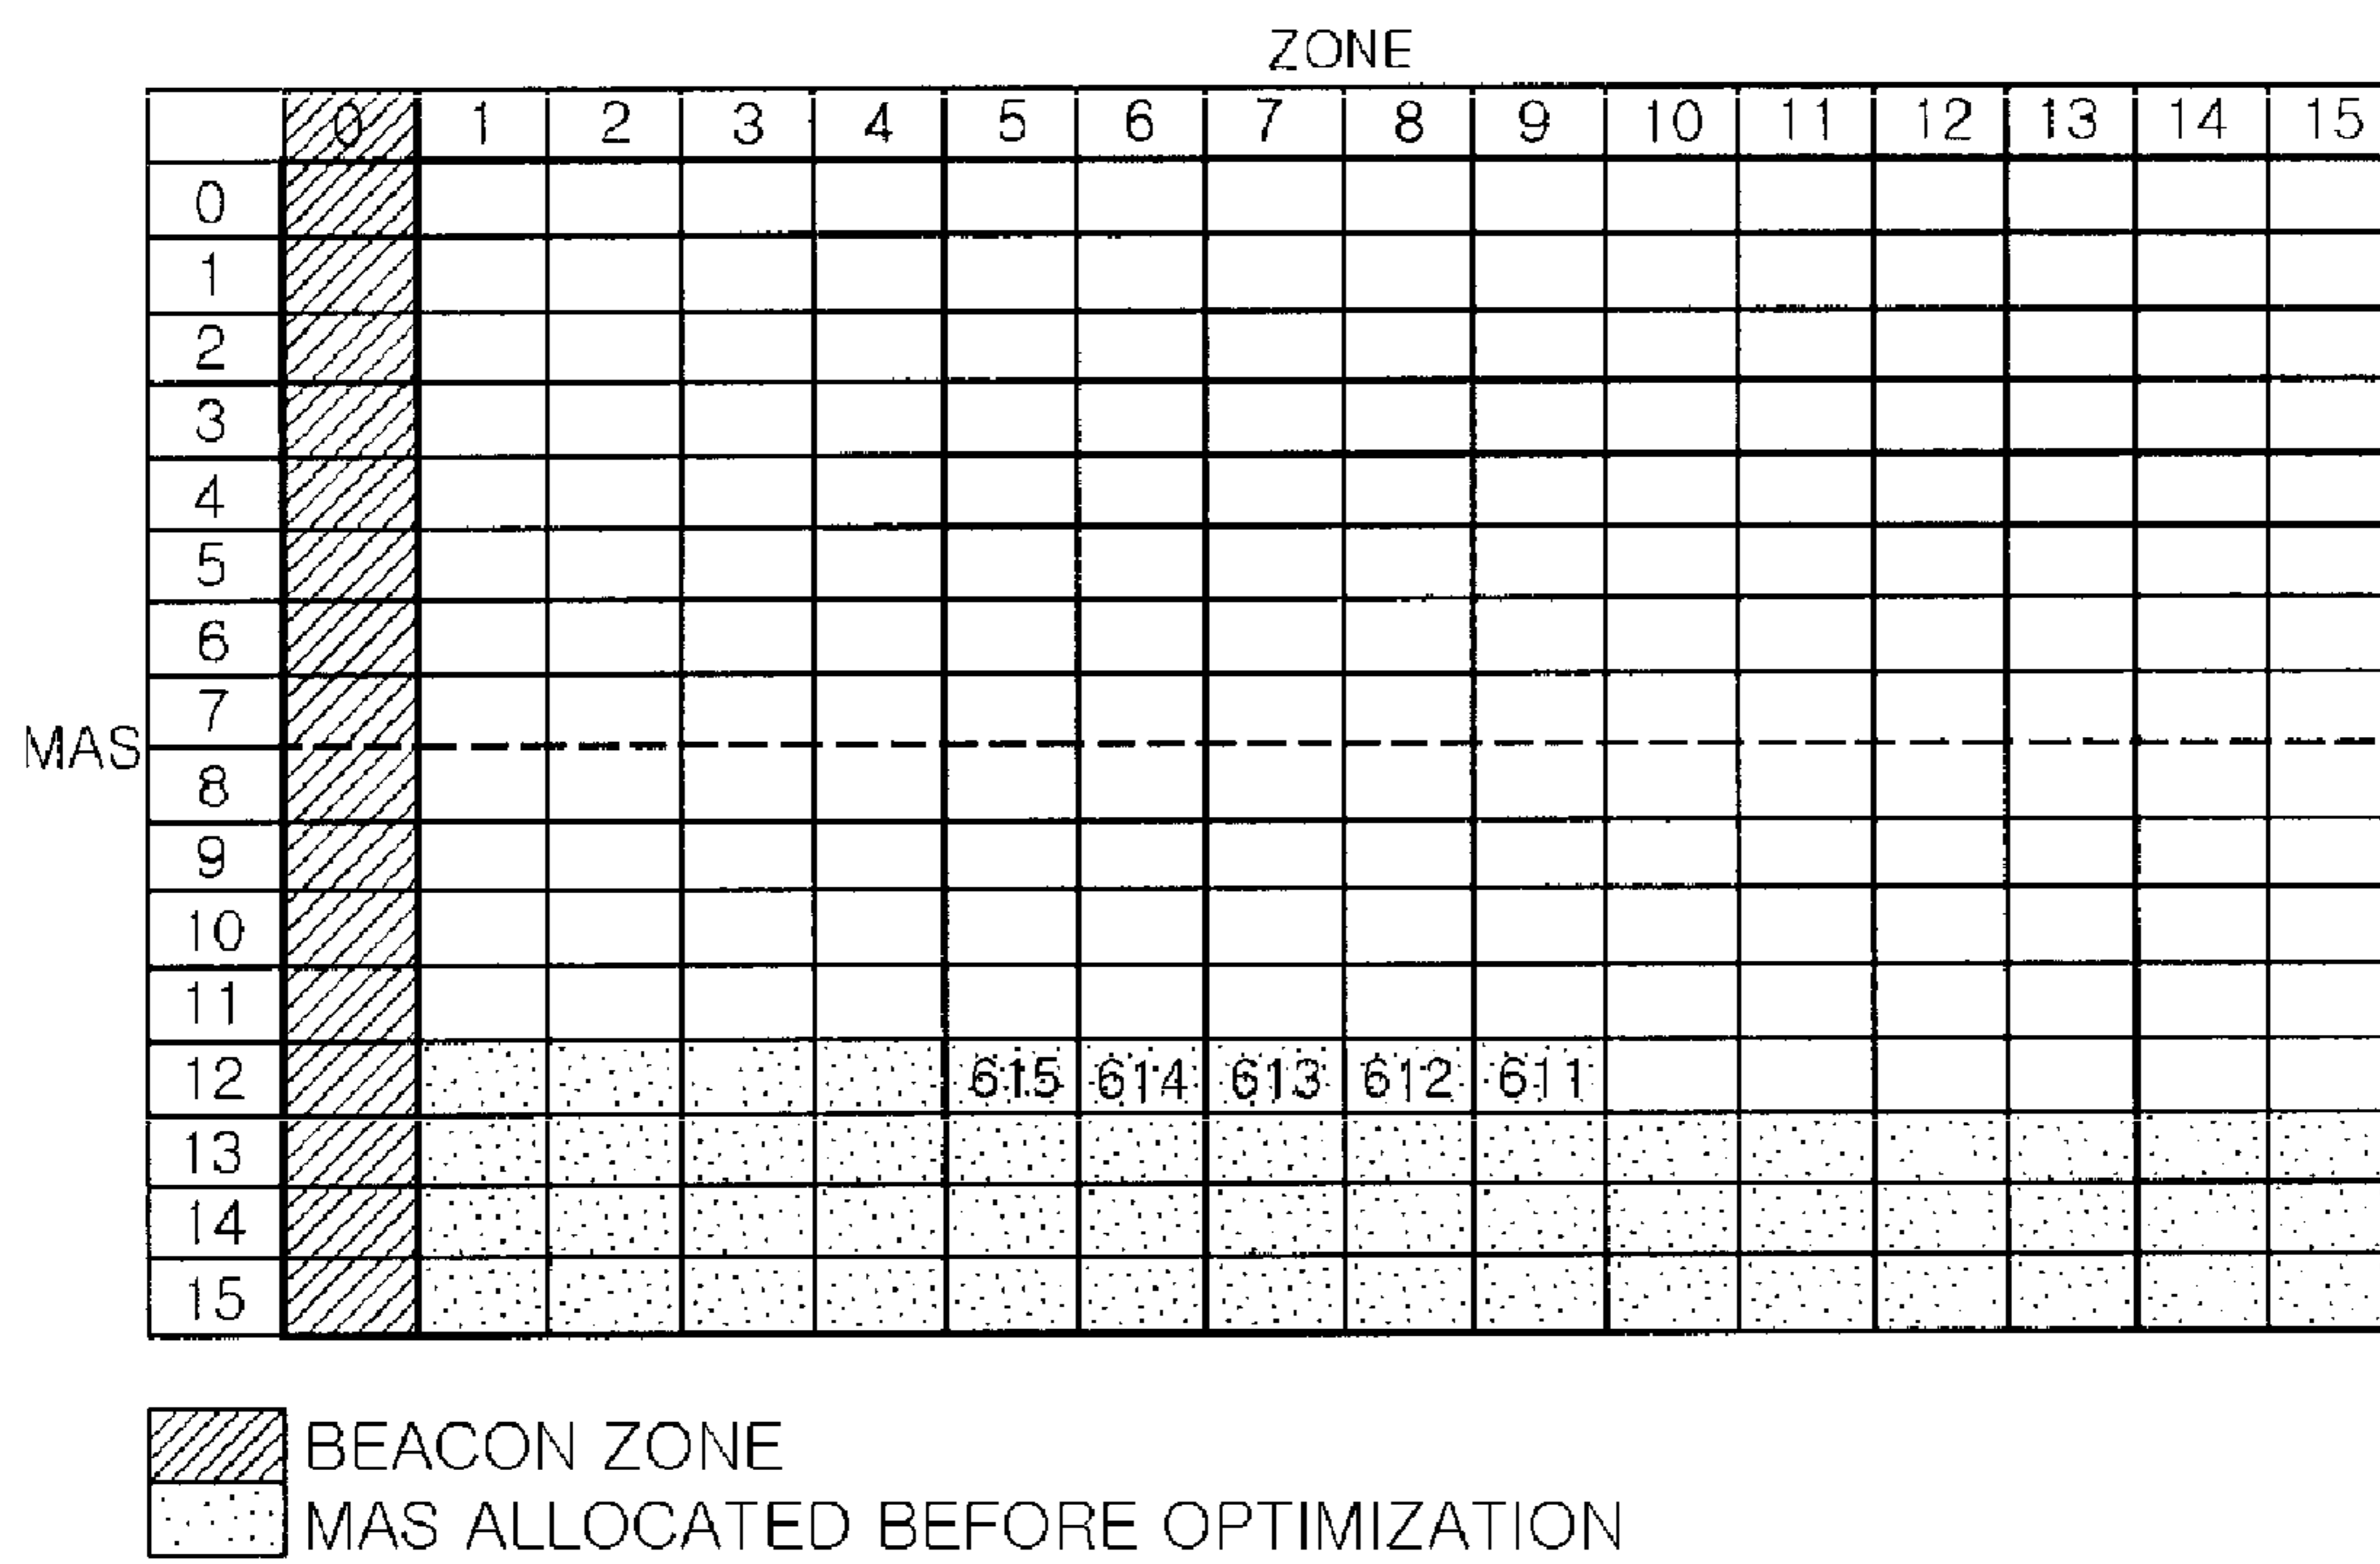 ZONE
0 1 2 3 4 5 6 7 8 9 10 11 12 13 14 15
0
1
2
3
4
5
6
7
MAS
8
9
10
11
12 615 614 613 612 611
13
14
15
BEACON ZONE
MAS ALLOCATED BEFORE OPTIMIZATION